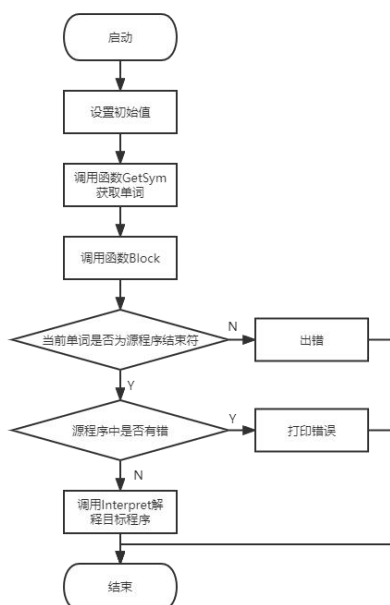 启动
设置初始值
调用函数GetSym
获取单词
调用函数Block
当前单词是否为源程序结束符
N
出错
Y
源程序中是否有错
Y
打印错误
N
调用Interpret解
释目标程序
结束